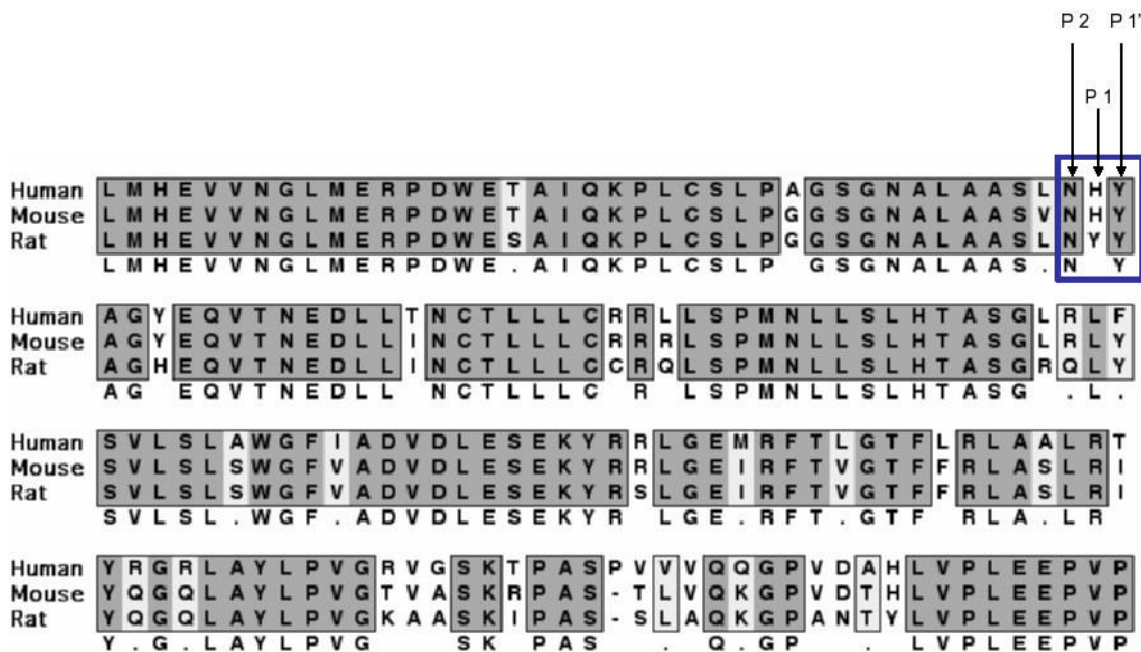 P 2 P 1'
P 1
Human L M H E V V N G L M E R P D W E T A I Q K P L C S L P A G S G N A L A A S L N H Y
Mouse L M H E V V N G L M E R P D W E T A I Q K P L C S L P G G S G N A L A A S V N H Y
Rat L M H E V V N G L M E R P D W E S A I Q K P L C S L P G G S G N A L A A S L N Y Y
L M H E V V N G L M E R P D W E . A I Q K P L C S L P G S G N A L A A S . N Y
Human A G Y E Q V T N E D L L T N C T L L L C R R L L S P M N L L S L H T A S G L R L F
Mouse A G Y E Q V T N E D L L I N C T L L L C R R R L S P M N L L S L H T A S G L R L Y
Rat A G H E Q V T N E D L L I N C T L L L C C R Q L S P M N L L S L H T A S G R Q L Y
A G E Q V T N E D L L N C T L L L C R L S P M N L L S L H T A S G . L .
Human S V L S L A W G F I A D V D L E S E K Y R R L G E M R F T L G T F L R L A A L R T
Mouse S V L S L S W G F V A D V D L E S E K Y R R L G E I R F T V G T F F R L A S L R I
Rat S V L S L S W G F V A D V D L E S E K Y R S L G E I R F T V G T F F R L A S L R I
S V L S L . W G F . A D V D L E S E K Y R L G E . R F T . G T F R L A . L R
Human Y R G R L A Y L P V G R V G S K T P A S P V V V Q Q G P V D A H L V P L E E P V P
Mouse Y Q G Q L A Y L P V G T V A S K R P A S - T L V Q K G P V D T H L V P L E E P V P
Rat Y Q G Q L A Y L P V G K A A S K I P A S - S L A Q K G P A N T Y L V P L E E P V P
Y . G . L A Y L P V G S K P A S . Q . G P . L V P L E E P V P